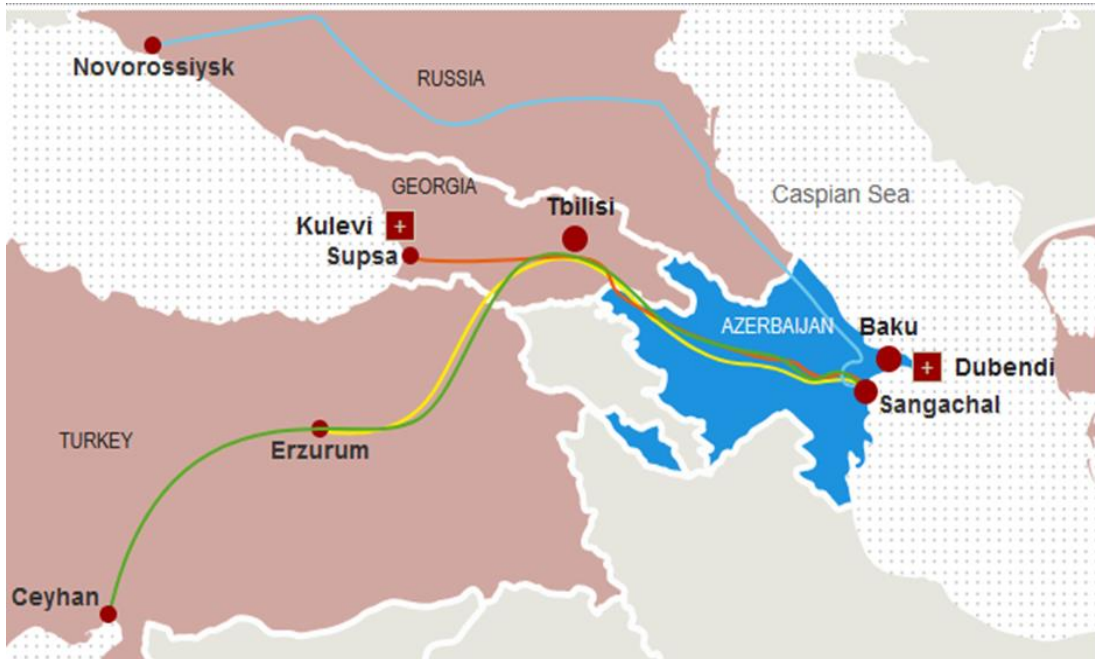 Novorossiysk
RUSSIA
Caspian Sea
GEORGIA
Tbilisi
Kulevi
Supsa
AZERBAIJAN
Baku
Dubendi
Sangachal
TURKEY
Erzurum
Ceyhan